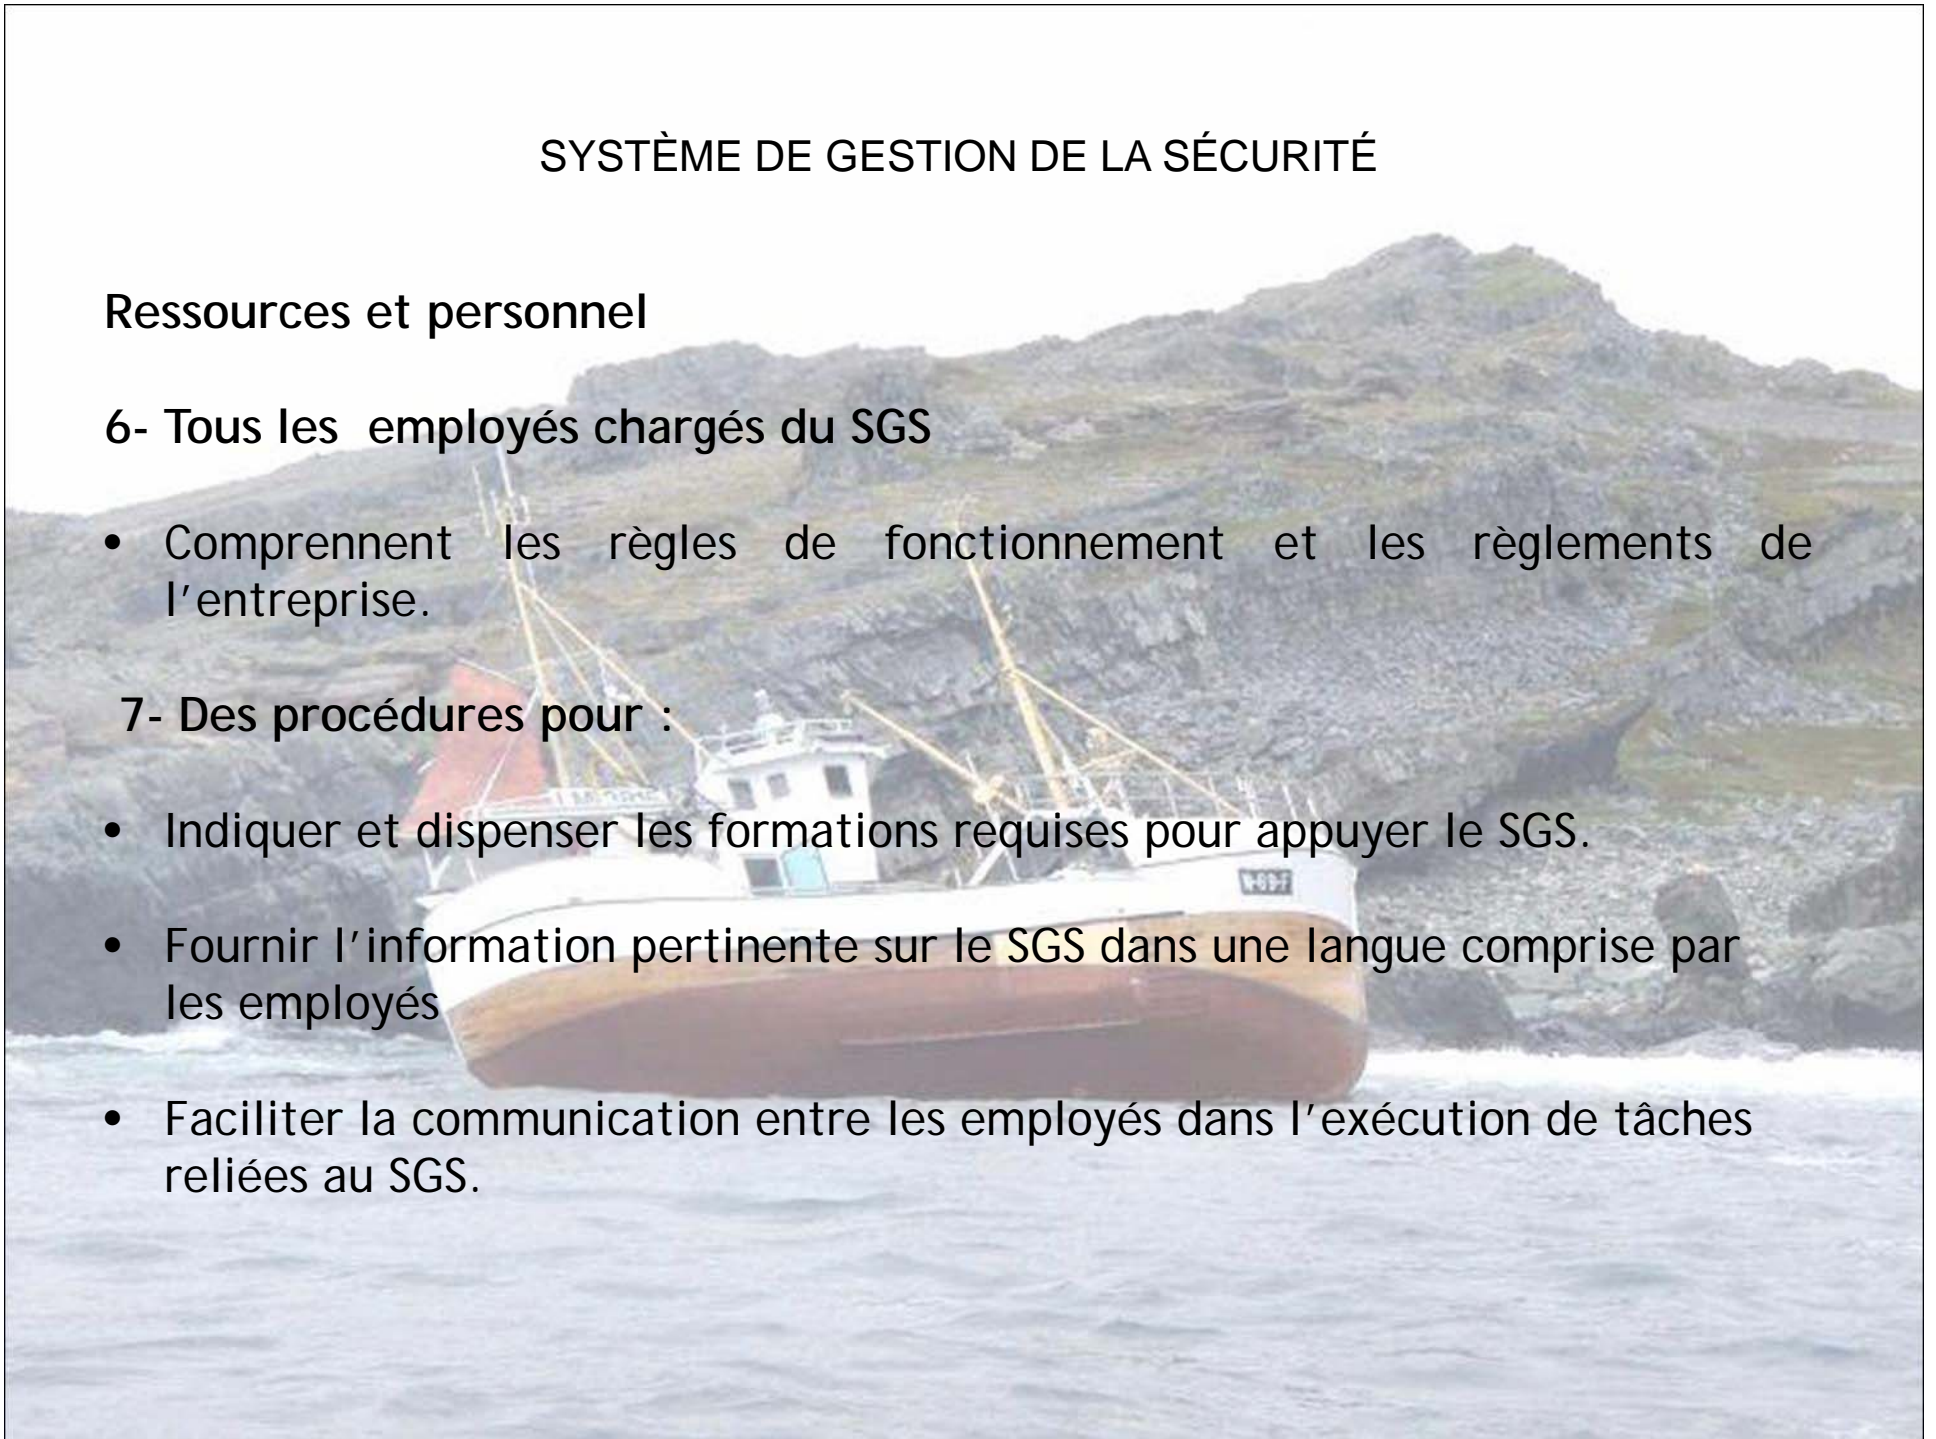 SYSTÈME DE GESTION DE LA SÉCURITÉ
Ressources et personnel
6- Tous les employés chargés du SGS
• Comprennent les règles de fonctionnement et les règlements de
l’entreprise.
7- Des procédures pour :
• Indiquer et dispenser les formations requises pour appuyer le SGS.
• Fournir l’information pertinente sur le SGS dans une langue comprise par
les employés
• Faciliter la communication entre les employés dans l’exécution de tâches
reliées au SGS.